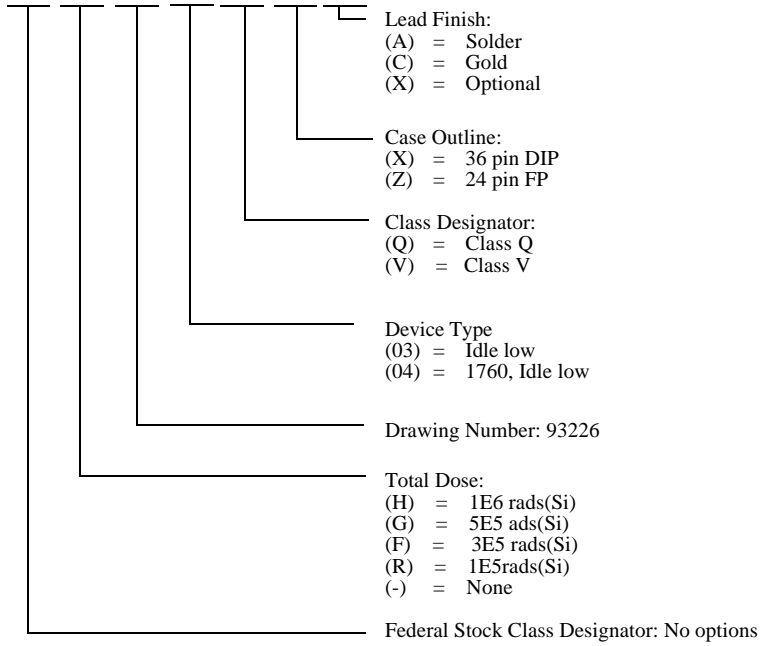 Lead Finish:
(A) = Solder
(C) = Gold
(X) = Optional
Case Outline:
(X) = 36 pin DIP
(Z) = 24 pin FP
Class Designator:
(Q) = Class Q
(V) = Class V
Device Type
(03) = Idle low
(04) = 1760, Idle low
Drawing Number: 93226
Total Dose:
(H) = 1E6 rads(Si)
(G) = 5E5 ads(Si)
(F) = 3E5 rads(Si)
(R) = 1E5rads(Si)
(-) = None
Federal Stock Class Designator: No options